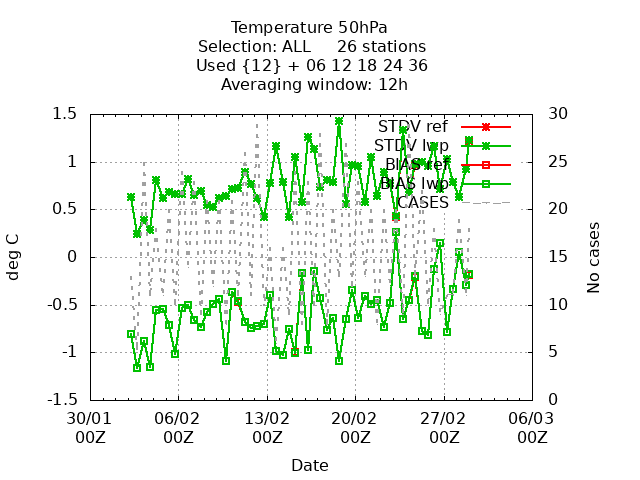 Temperature 50hPa
Selection: ALL 26 stations
Used {12} + 06 12 18 24 36
Averaging window: 12h
1.5
1
0.5
0
-0.5
-1
-1.5
30
25
20
15
10
5
0
deg C
No cases
STDV ref
STDV lwp
BIAS ref
BIAS lwp
CASES
30/01 06/02 13/02 20/02 27/02 06/03
00Z 00Z 00Z 00Z 00Z 00Z
Date